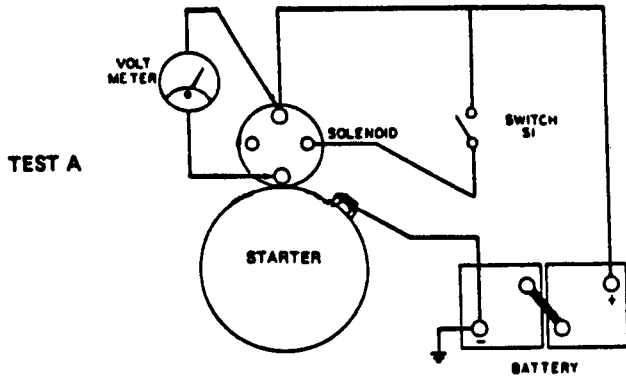 VOLT
METER
SOLENOID
SWITCH
S1
TEST A
STARTER
+
-
BATTERY